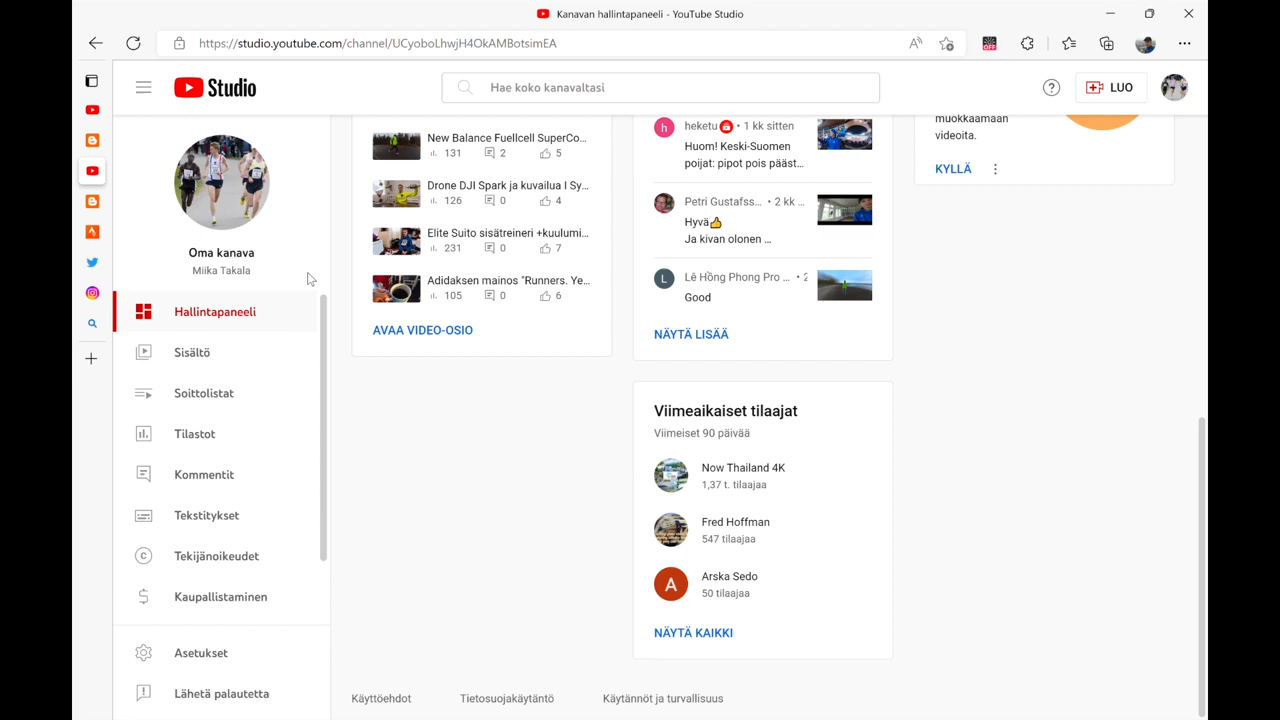 Kanavan hallintapaneeli - YouTube Studio
https://studio.youtube.com/channel/UCyoboLhwjH4OkAMBotsimEA
Studio
Hae koko kanavaltasi
LUO
Oma kanava
Miika Takala
Hallintapaneeli
Sisältö
Soittolistat
Tilastot
Kommentit
Tekstitykset
Tekijänoikeudet
Kaupallistaminen
Asetukset
Lähetä palautetta
New Balance Fuellcell SuperCo...
131 2 5
Drone DJI Spark ja kuvailua I Sy...
126 0 4
Elite Suito sisätreineri +kuulumi...
231 0 7
Adidaksen mainos "Runners. Ye...
105 0 6
AVAA VIDEO-OSIO
h
heketu • 1 kk sitten
Huom! Keski-Suomen
poijat: pipot pois pääst...
Petri Gustafss... • 2 kk ...
Hyvä👍
Ja kivan olonen ...
L
Lê Hồng Phong Pro ... • 2
Good
NÄYTÄ LISÄÄ
Viimeaikaiset tilaajat
Viimeiset 90 päivää
Now Thailand 4K
1,37 t. tilaajaa
Fred Hoffman
547 tilaajaa
A
Arska Sedo
50 tilaajaa
NÄYTÄ KAIKKI
muokkaamaan
videoita.
KYLLÄ
Käyttöehdot
Tietosuojakäytäntö
Käytännöt ja turvallisuus